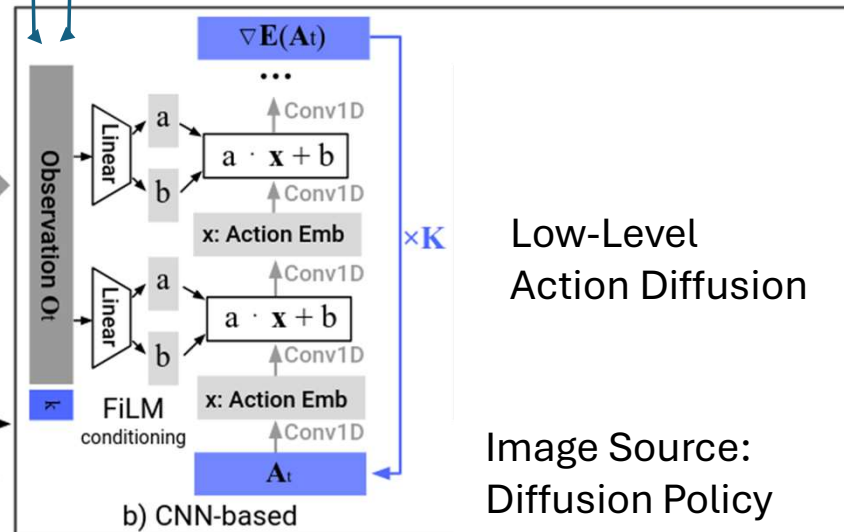 ∇E(At)
...
Conv1D
a
Linear
a · x + b
b
Conv1D
x: Action Emb
Observation Ot
×K
Low-Level
Action Diffusion
Conv1D
a
Linear
a · x + b
b
Conv1D
x: Action Emb
k
FiLM
conditioning
Conv1D
At
Image Source:
Diffusion Policy
b) CNN-based